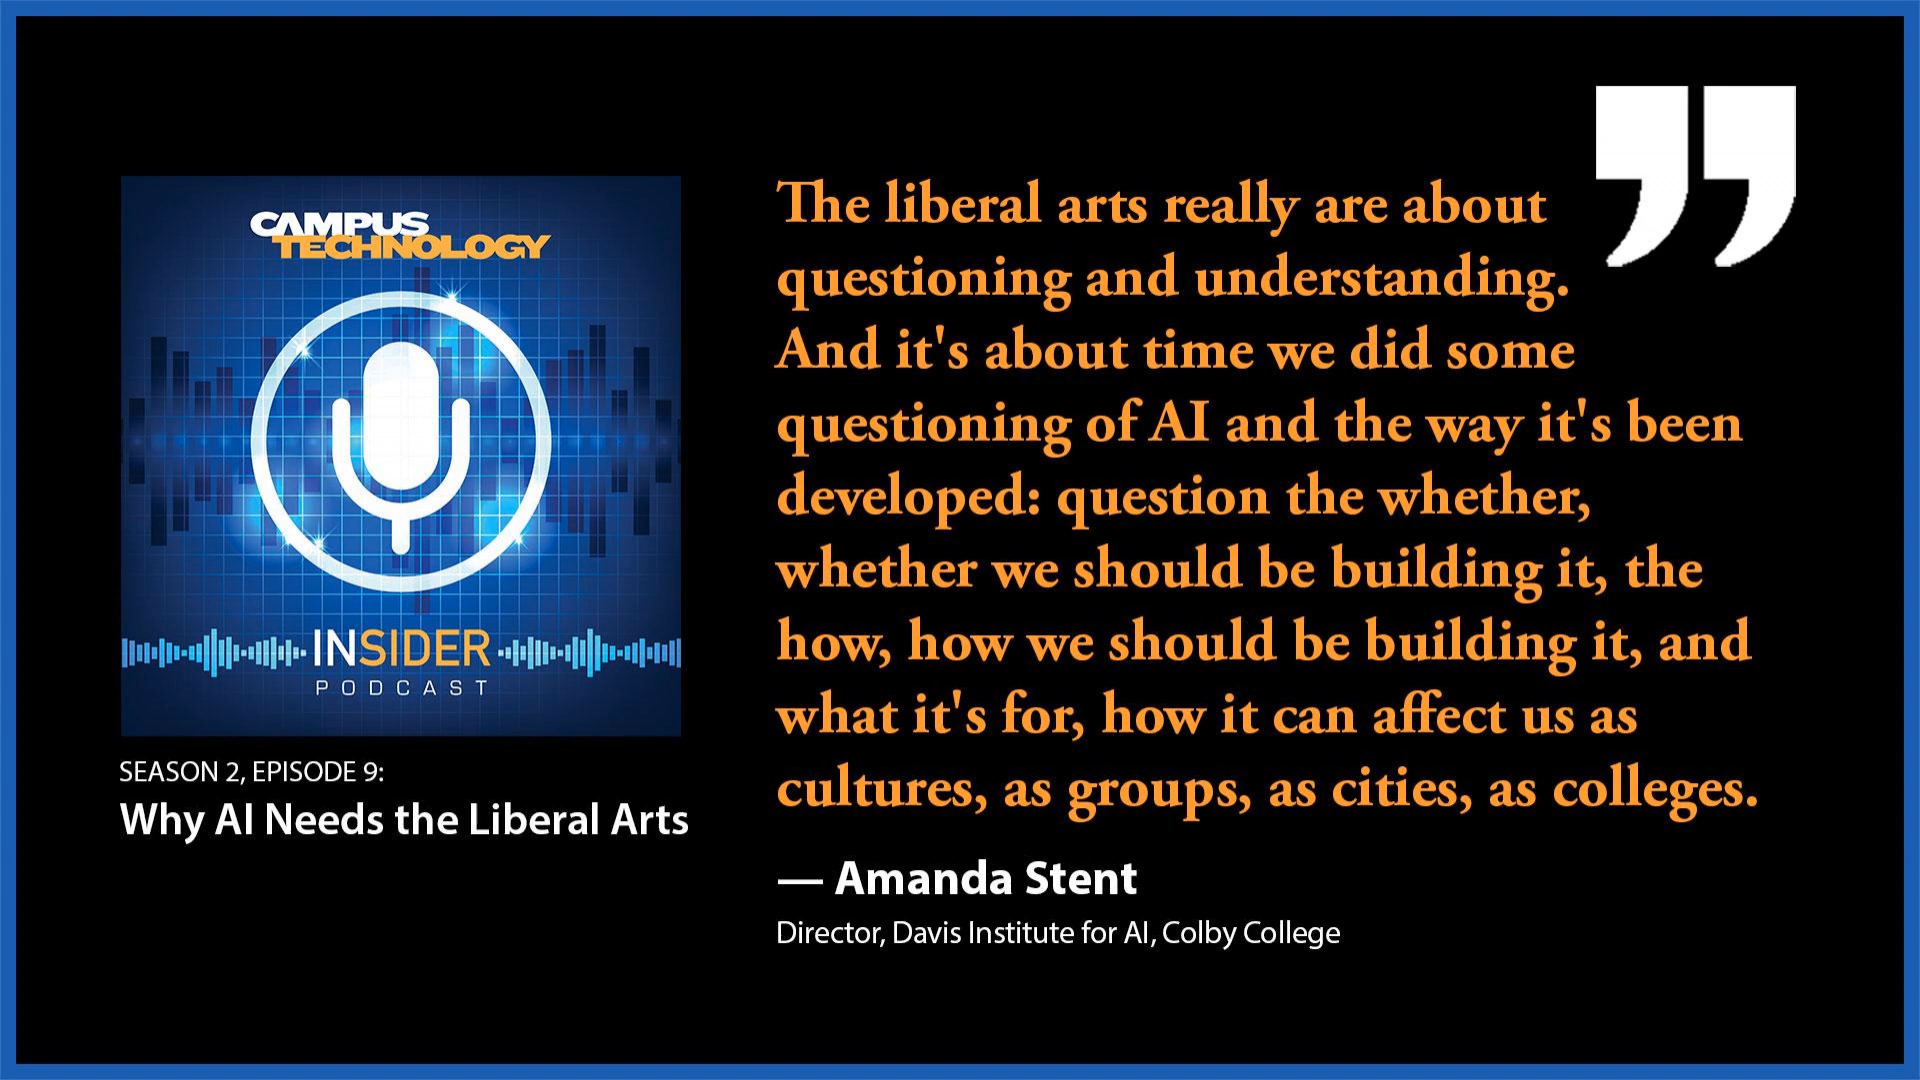 CAMPUS
TECHNOLOGY
INSIDER
PODCAST
SEASON 2, EPISODE 9:
Why AI Needs the Liberal Arts
The liberal arts really are about
questioning and understanding.
And it's about time we did some
questioning of AI and the way it's been
developed: question the whether,
whether we should be building it, the
how, how we should be building it, and
what it's for, how it can affect us as
cultures, as groups, as cities, as colleges.
— Amanda Stent
Director, Davis Institute for AI, Colby College